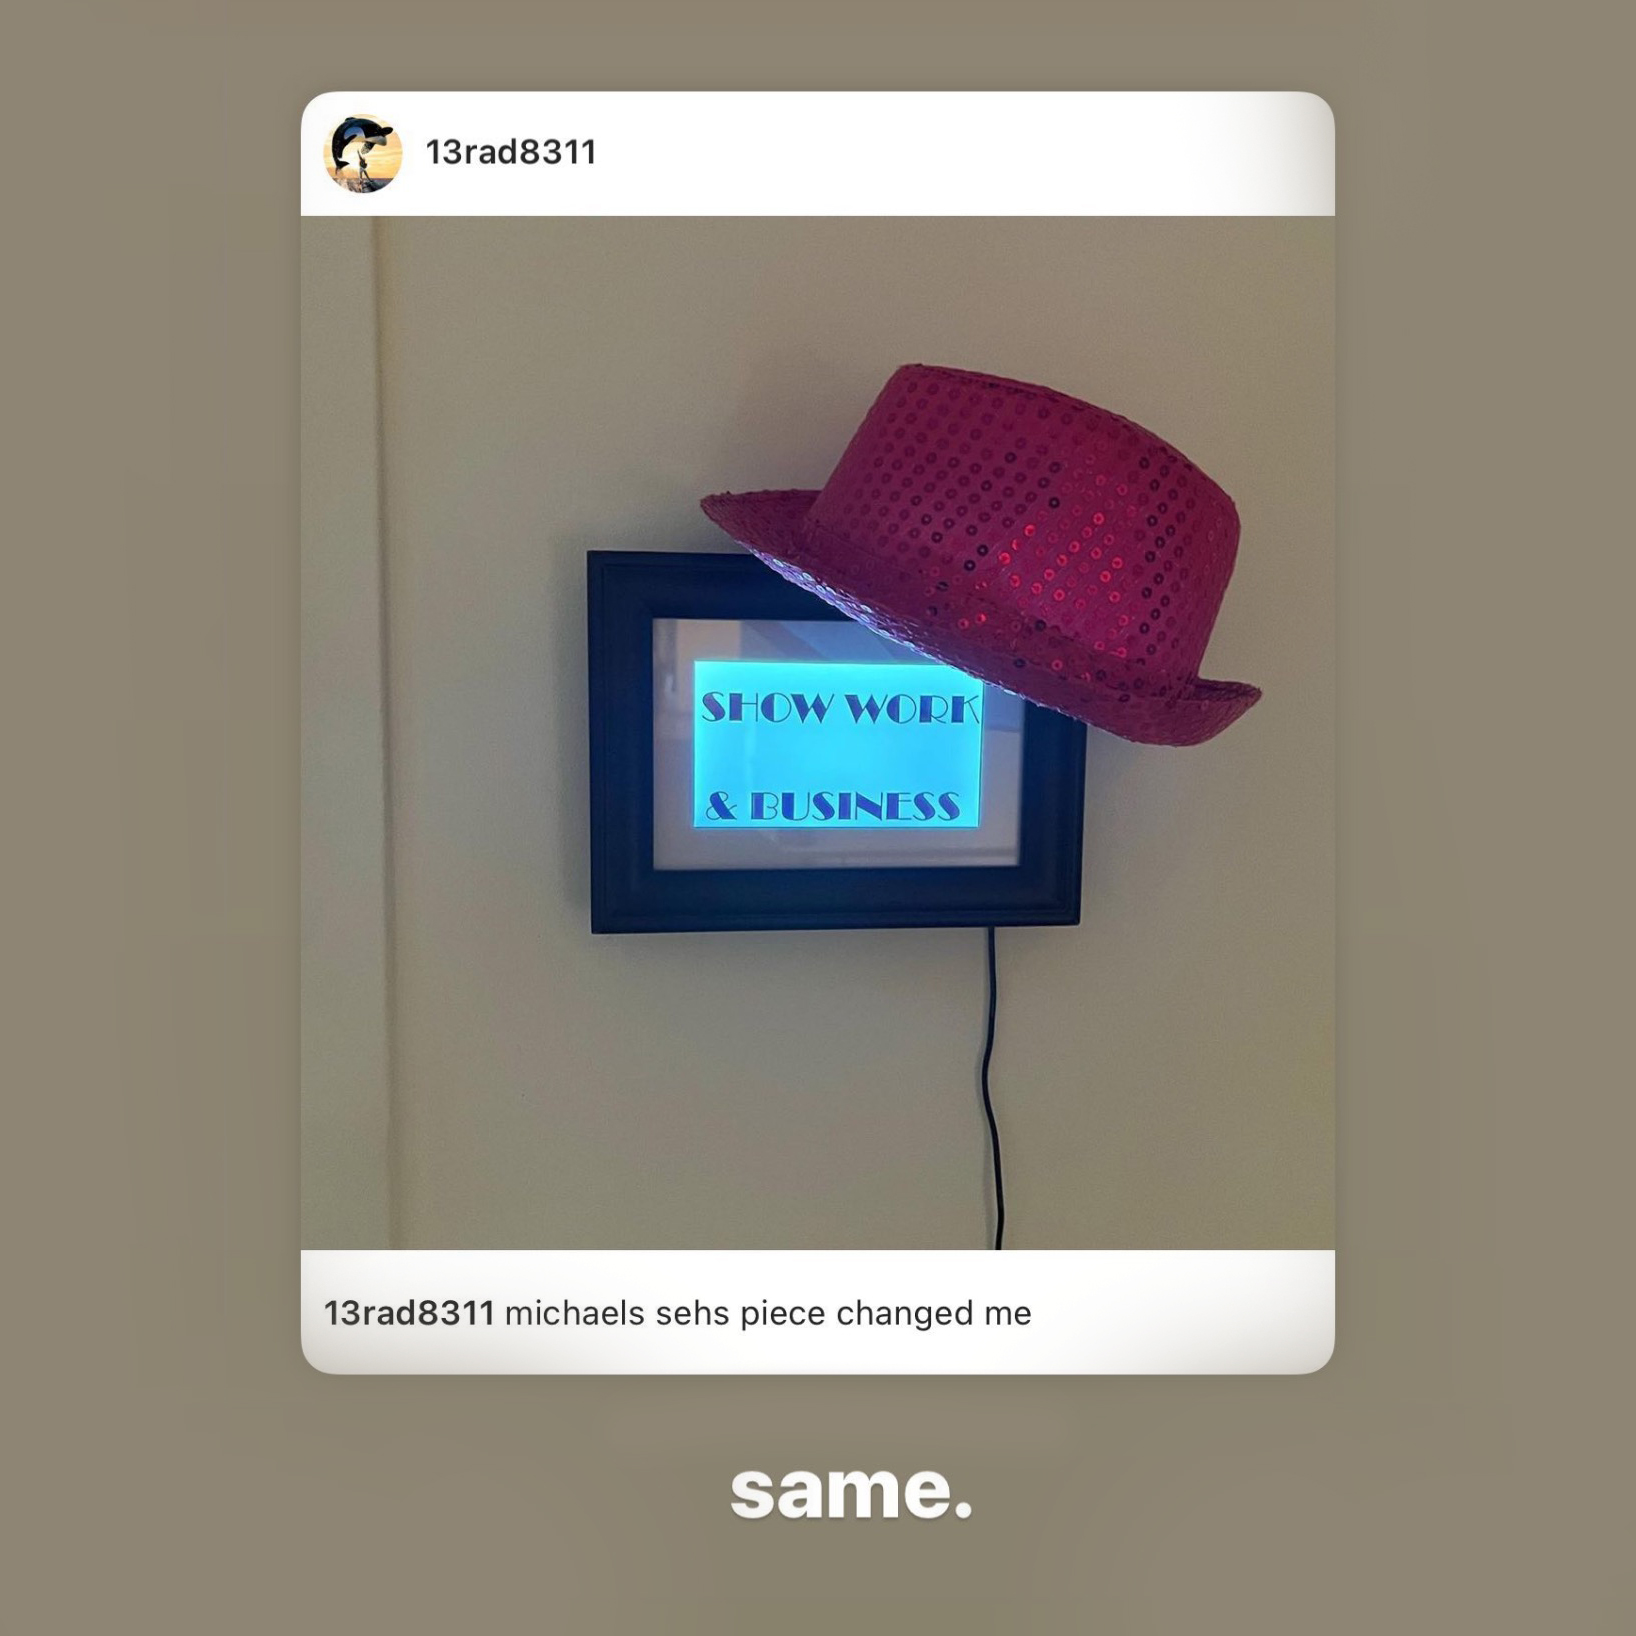 13rad8311
SHOW WORK
& BUSINESS
13rad8311 michaels sehs piece changed me
same.